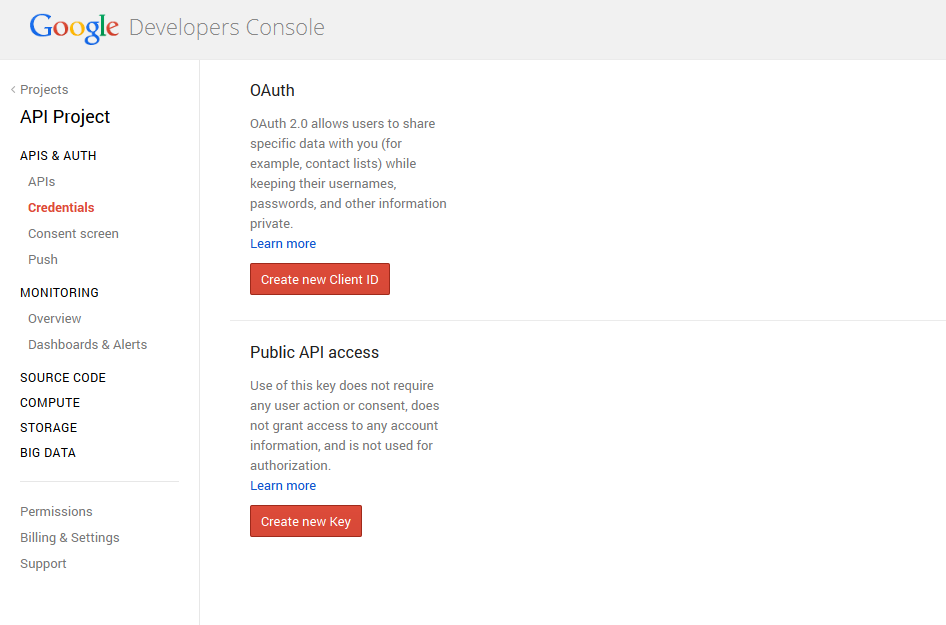 Google Developers Console
Projects
API Project
APIS & AUTH
APIs
Credentials
Consent screen
Push
MONITORING
Overview
Dashboards & Alerts
SOURCE CODE
COMPUTE
STORAGE
BIG DATA
Permissions
Billing & Settings
Support
OAuth
OAuth 2.0 allows users to share
specific data with you (for
example, contact lists) while
keeping their usernames,
passwords, and other information
private.
Learn more
Create new Client ID
Public API access
Use of this key does not require
any user action or consent, does
not grant access to any account
information, and is not used for
authorization.
Learn more
Create new Key